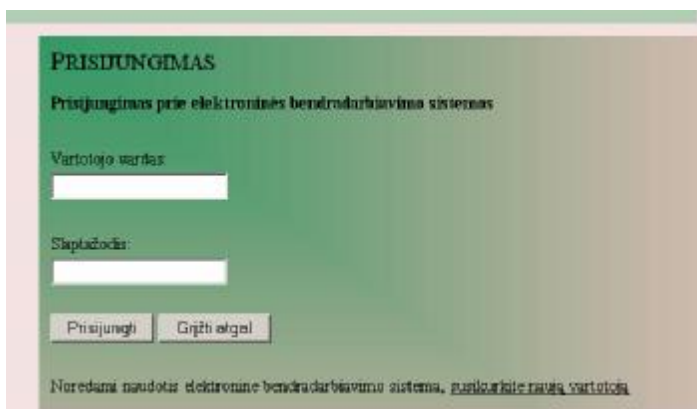 PRISIJUNGIMAS
Prisijungimas prie elektroninės bendradarbiavimo sistemos
Vartotojo vardas:
Slaptažodis:
Prisijungti Grįžti atgal
Norėdami naudotis elektronine bendradarbiavimo sistema, susikurkite naują vartotoją